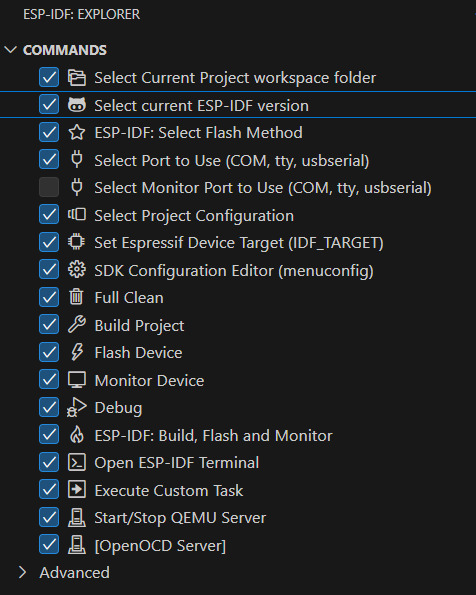 ESP-IDF: EXPLORER
COMMANDS
Select Current Project workspace folder
Select current ESP-IDF version
ESP-IDF: Select Flash Method
Select Port to Use (COM, tty, usbserial)
Select Monitor Port to Use (COM, tty, usbserial)
Select Project Configuration
Set Espressif Device Target (IDF_TARGET)
SDK Configuration Editor (menuconfig)
Full Clean
Build Project
Flash Device
Monitor Device
Debug
ESP-IDF: Build, Flash and Monitor
Open ESP-IDF Terminal
Execute Custom Task
Start/Stop QEMU Server
[OpenOCD Server]
Advanced